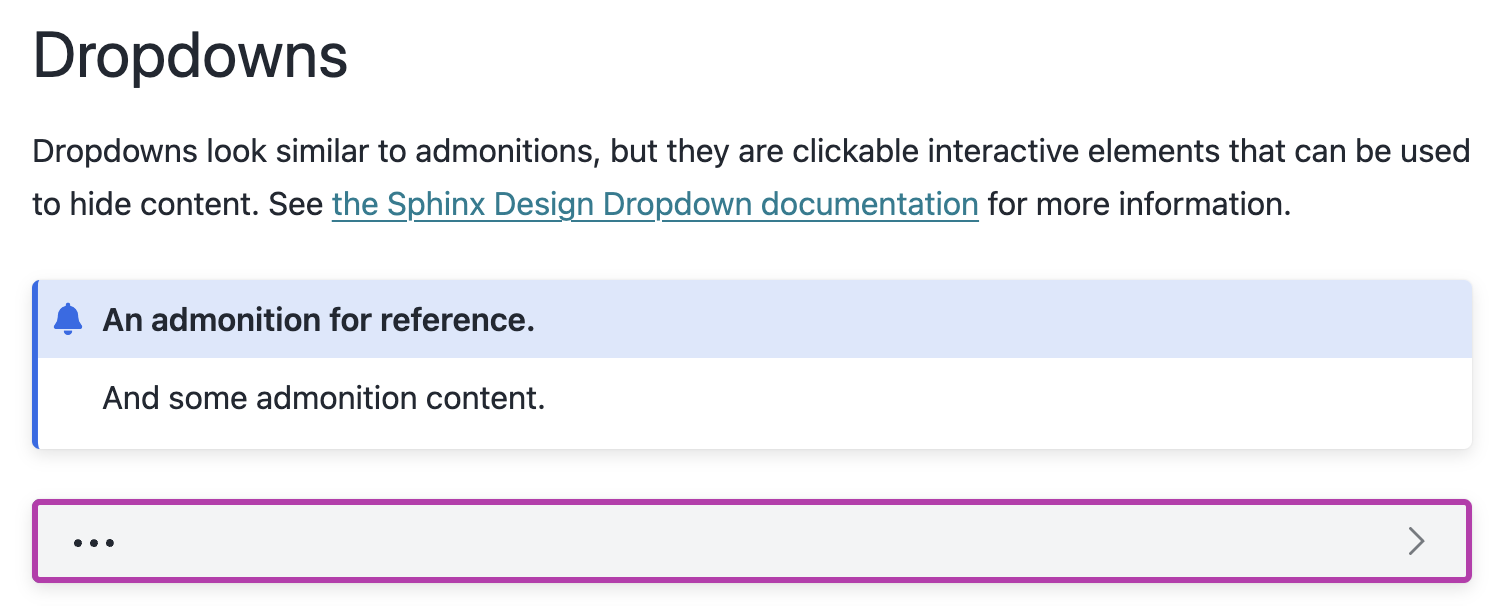 Dropdowns
Dropdowns look similar to admonitions, but they are clickable interactive elements that can be used
to hide content. See the Sphinx Design Dropdown documentation for more information.
An admonition for reference.
And some admonition content.
...